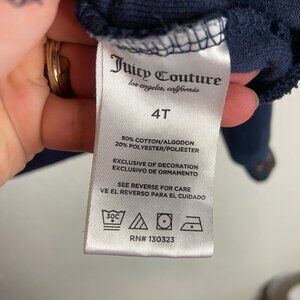 Juicy Couture
los angeles, california
4T
80% COTTON/ALGODON
20% POLYESTER/POLIESTER
EXCLUSIVE OF DECORATION
EXCLUSIVO DE ORNAMENTO
SEE REVERSE FOR CARE
VE EL REVERSO PARA EL CUIDADO
30C
RN# 130323